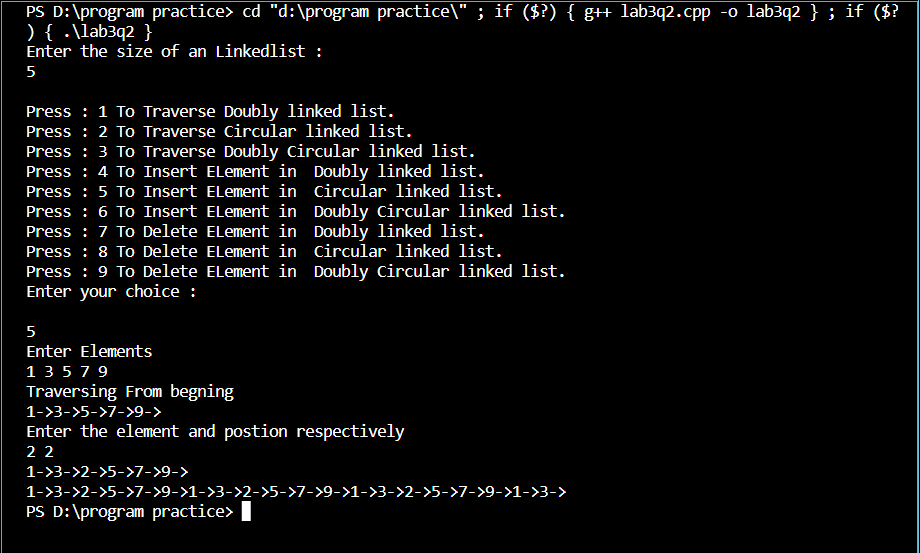 PS D:\program practice> cd "d:\program practice\" ; if ($?) { g++ lab3q2.cpp -o lab3q2 } ; if ($?
) { .\lab3q2 }
Enter the size of an Linkedlist :
5
Press : 1 To Traverse Doubly linked list.
Press : 2 To Traverse Circular linked list.
Press : 3 To Traverse Doubly Circular linked list.
Press : 4 To Insert ELement in  Doubly linked list.
Press : 5 To Insert ELement in  Circular linked list.
Press : 6 To Insert ELement in  Doubly Circular linked list.
Press : 7 To Delete ELement in  Doubly linked list.
Press : 8 To Delete ELement in  Circular linked list.
Press : 9 To Delete ELement in  Doubly Circular linked list.
Enter your choice :
5
Enter Elements
1 3 5 7 9
Traversing From begning
1->3->5->7->9->
Enter the element and postion respectively
2 2
1->3->2->5->7->9->
1->3->2->5->7->9->1->3->2->5->7->9->1->3->2->5->7->9->1->3->
PS D:\program practice>